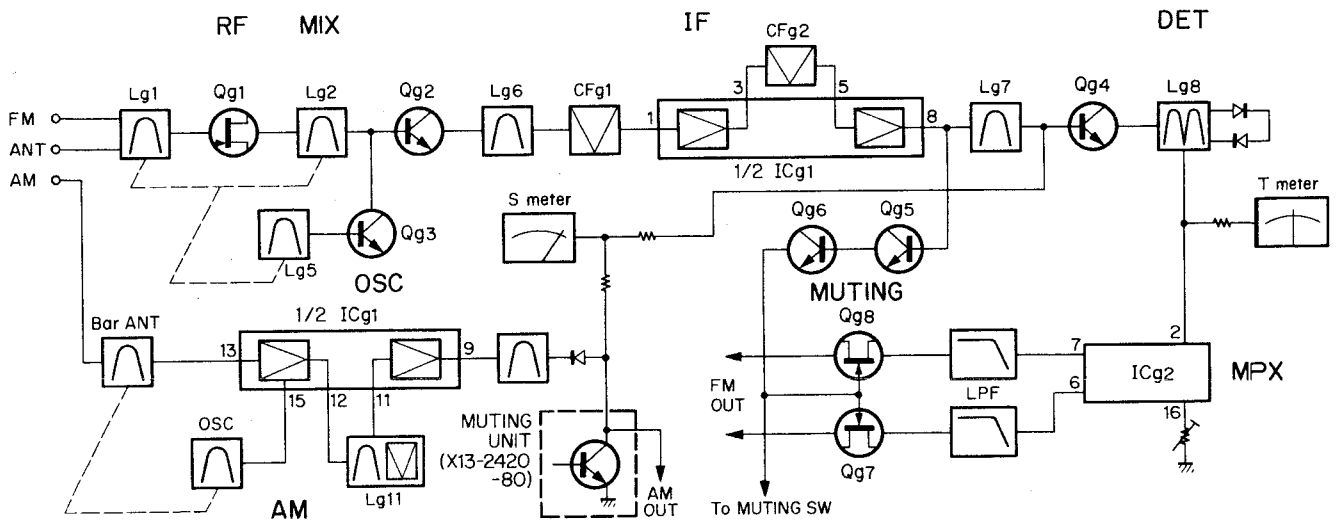 RF MIX IF DET
CFg2
Lg1 Qg1 Lg2 Qg2 Lg6 CFg1 3 5 Lg7 Qg4 Lg8
FM
ANT
AM
1 8
1/2 ICg1
S meter
Qg6 Qg5
T meter
Qg3
Lg5
OSC
MUTING
Bar ANT
1/2 ICg1
Qg8
2
13 9
7
ICg2
MPX
15 12 11
FM
OUT
LPF
6
16
OSC
MUTING
UNIT
(X13-2420
-80)
Qg7
Lg11
AM
AM
OUT
To MUTING SW